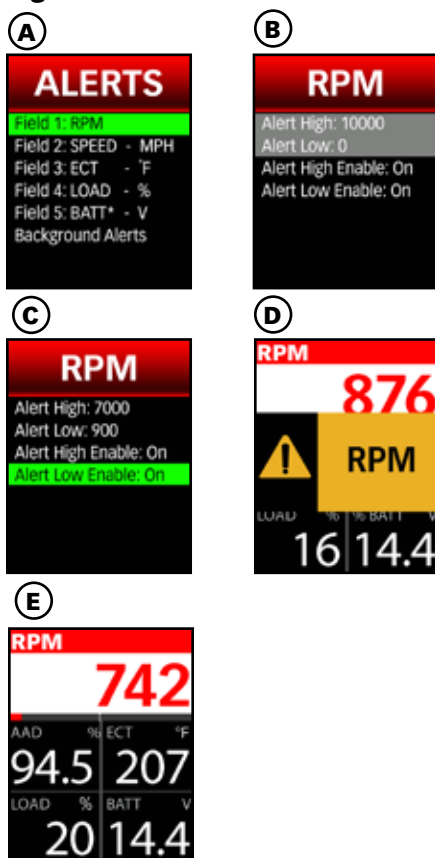 A
B
ALERTS
Field 1: RPM
Field 2: SPEED - MPH
Field 3: ECT - °F
Field 4: LOAD - %
Field 5: BATT* - V
Background Alerts
RPM
Alert High: 10000
Alert Low: 0
Alert High Enable: On
Alert Low Enable: On
C
D
RPM
Alert High: 7000
Alert Low: 900
Alert High Enable: On
Alert Low Enable: On
RPM
876
RPM
LOAD % % BATT V
16 14.4
E
RPM
742
AAD % ECT °F
94.5 207
LOAD % BATT V
20 14.4